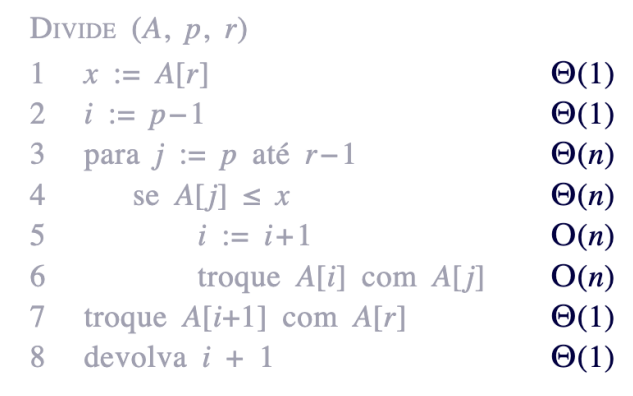 DIVIDE (A, p, r)
1 x := A[r] Θ(1)
2 i := p−1 Θ(1)
3 para j := p até r−1 Θ(n)
4 se A[j] ≤ x Θ(n)
5 i := i+1 O(n)
6 troque A[i] com A[j] O(n)
7 troque A[i+1] com A[r] Θ(1)
8 devolva i + 1 Θ(1)